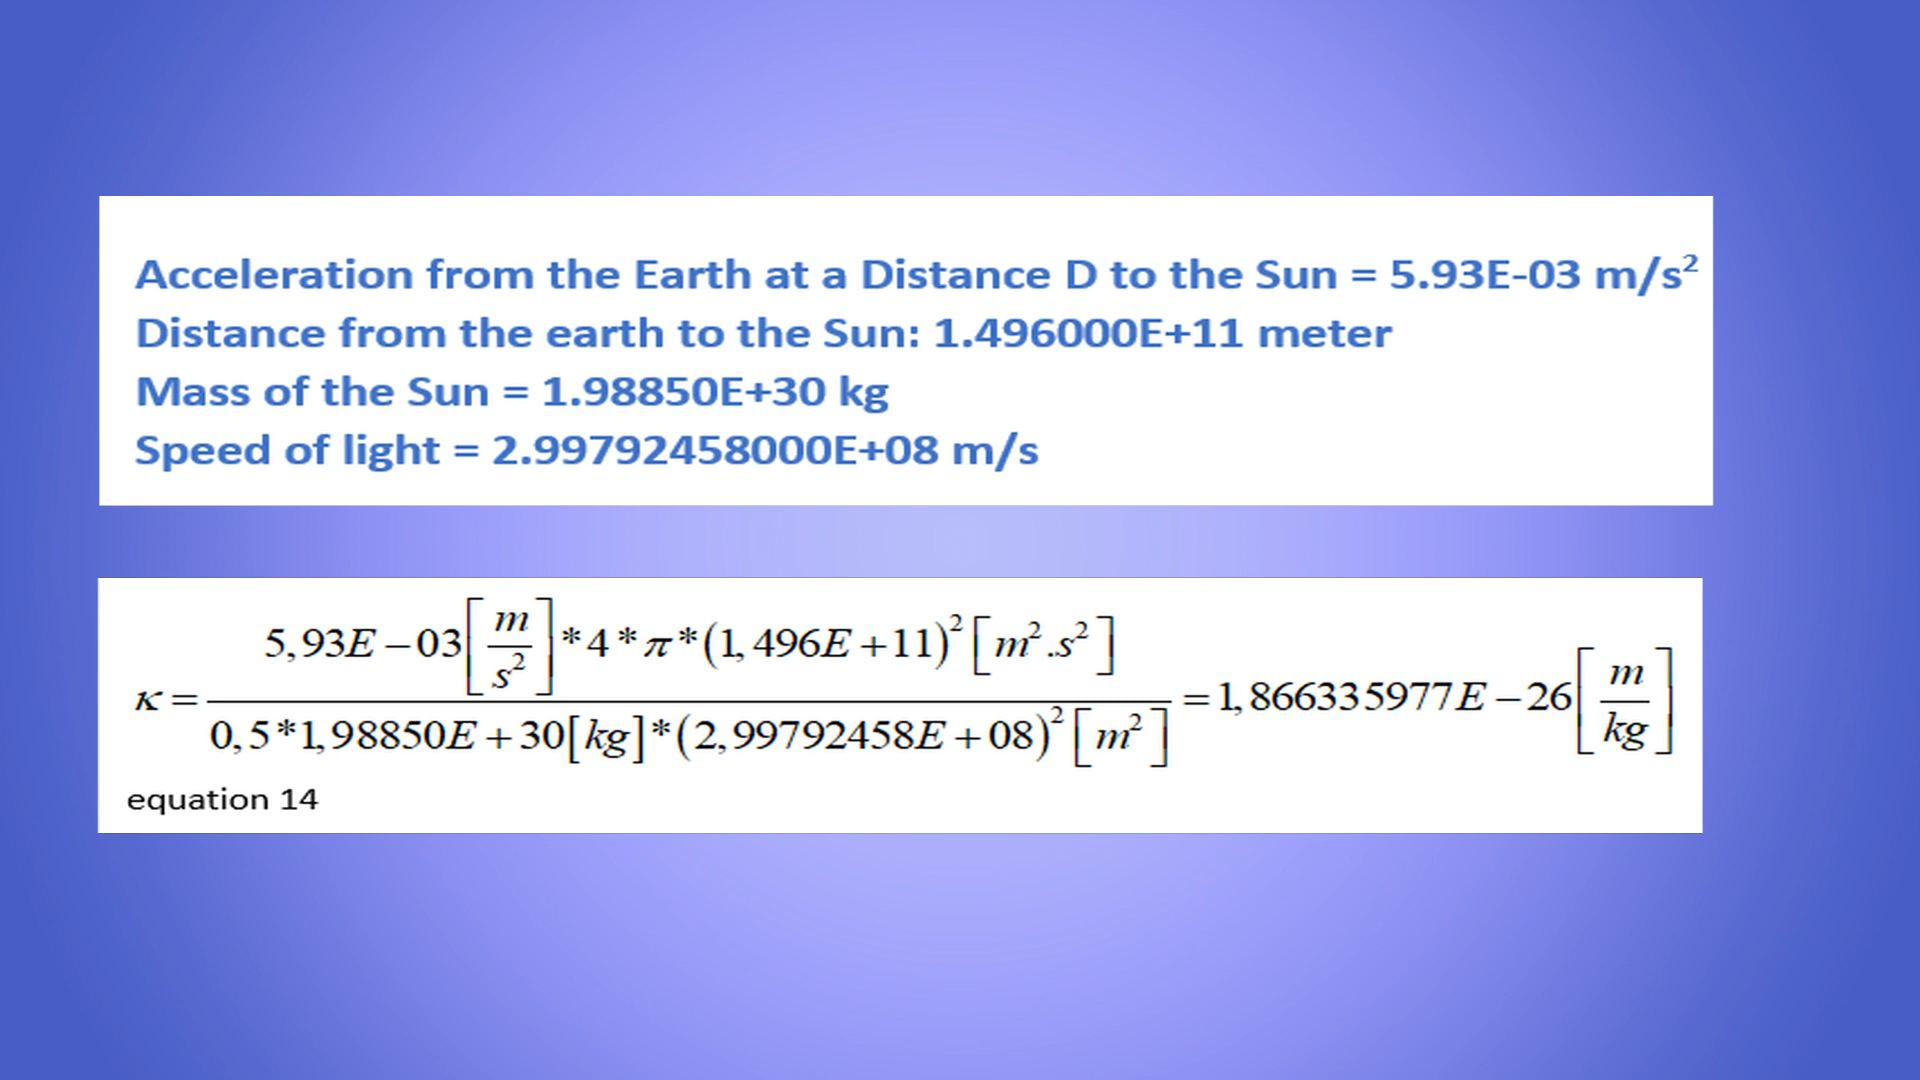 Acceleration from the Earth at a Distance D to the Sun = 5.93E-03 m/s²
Distance from the earth to the Sun: 1.496000E+11 meter
Mass of the Sun = 1.98850E+30 kg
Speed of light = 2.99792458000E+08 m/s
κ = 5,93E−03[m/s²]*4*π*(1,496E+11)²[m².s²] / 0,5*1,98850E+30[kg]*(2,99792458E+08)²[m²] = 1,866335977E−26[m/kg]
equation 14